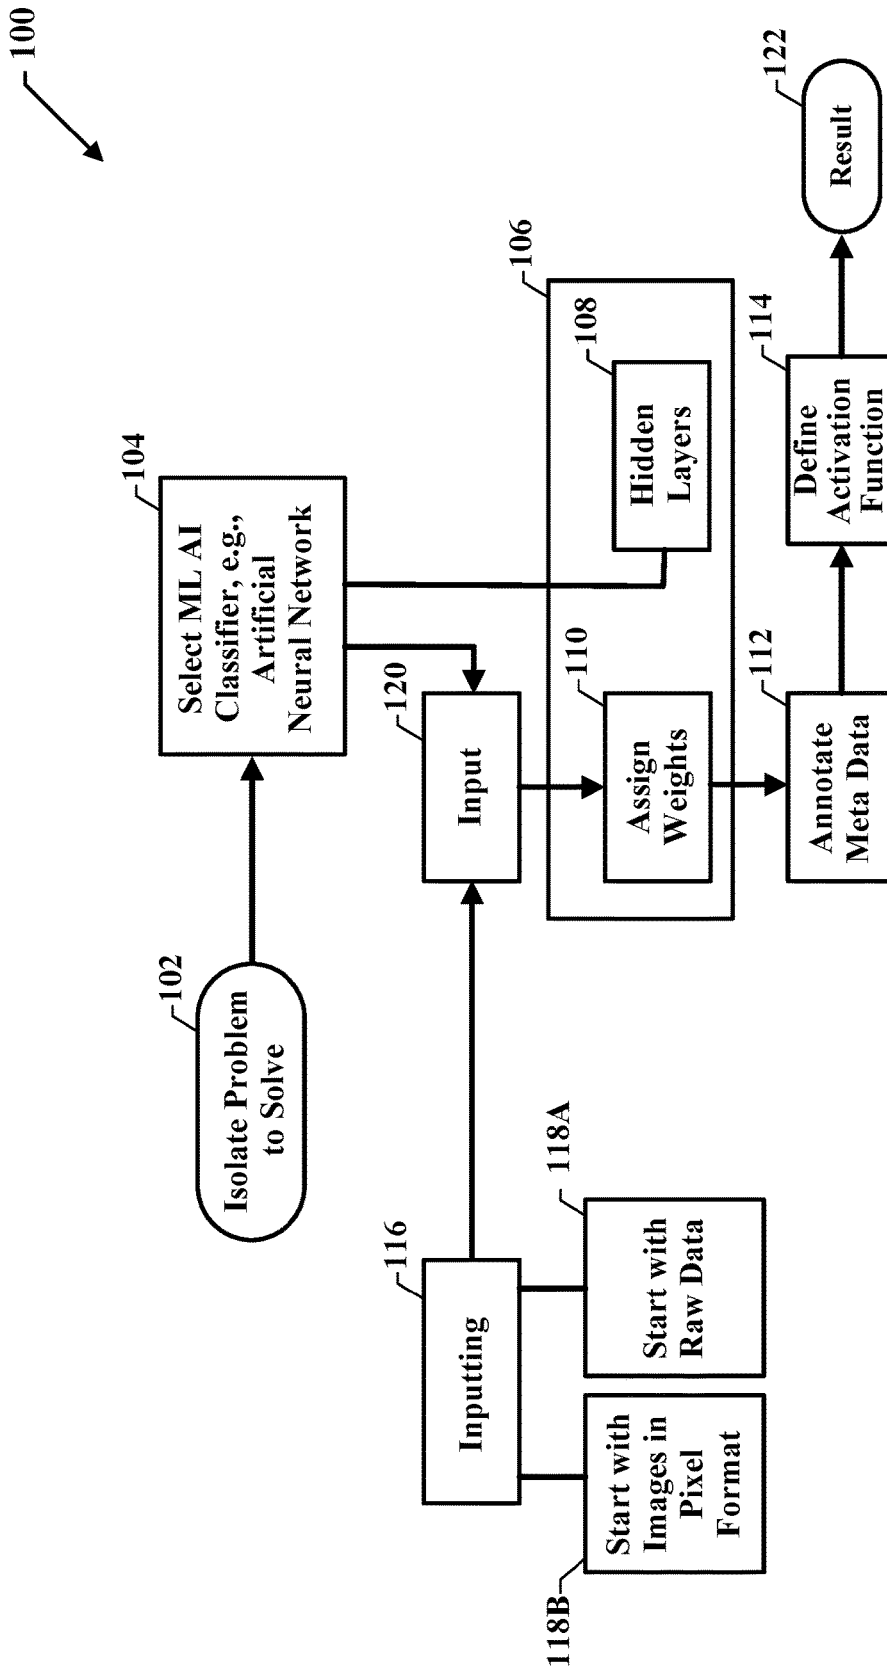 100
102
Isolate Problem
to Solve
104
Select ML AI
Classifier, e.g.,
Artificial
Neural Network
116
Inputting
120
Input
106
118B
Start with
Images in
Pixel
Format
118A
Start with
Raw Data
110
Assign
Weights
108
Hidden
Layers
112
Annotate
Meta Data
114
Define
Activation
Function
122
Result